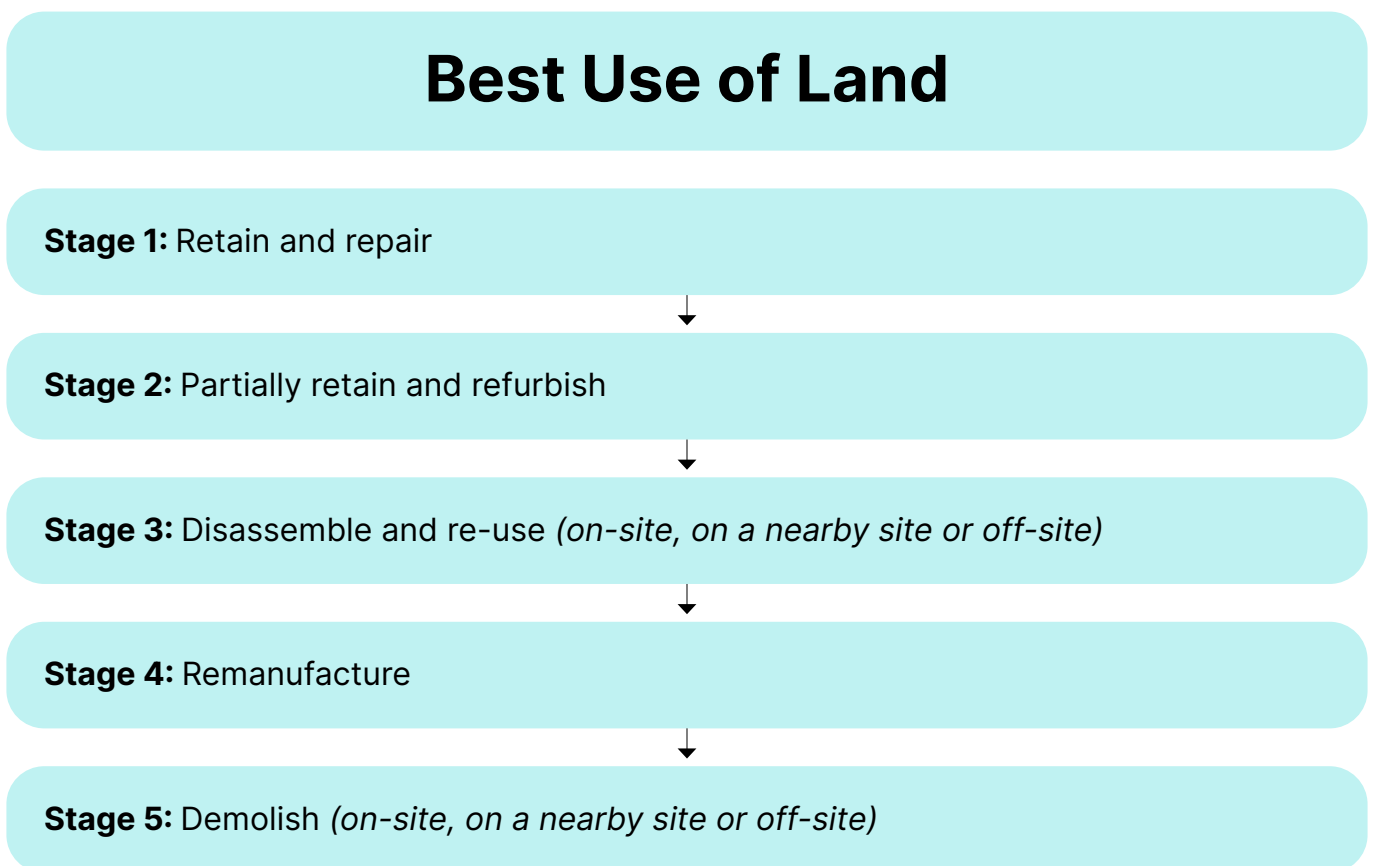 Best Use of Land
Stage 1: Retain and repair
Stage 2: Partially retain and refurbish
Stage 3: Disassemble and re-use (on-site, on a nearby site or off-site)
Stage 4: Remanufacture
Stage 5: Demolish (on-site, on a nearby site or off-site)